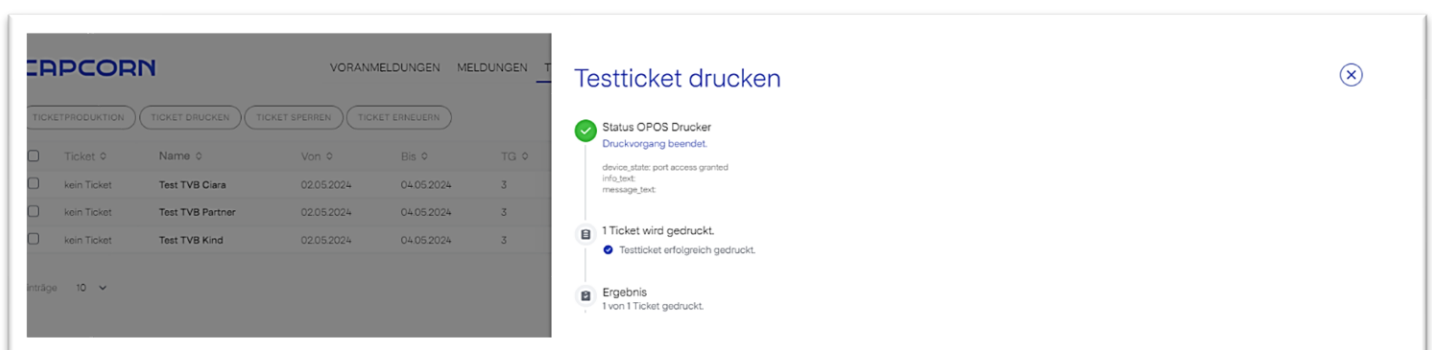 CAPCORN
VORANMELDUNGEN MELDUNGEN T
TICKETPRODUKTION TICKET DRUCKEN TICKET SPERREN TICKET ERNEUERN
Ticket Name Von Bis TG
kein Ticket Test TVB Ciara 02.05.2024 04.05.2024 3
kein Ticket Test TVB Partner 02.05.2024 04.05.2024 3
kein Ticket Test TVB Kind 02.05.2024 04.05.2024 3
inträge 10
Testticket drucken
Status OPOS Drucker
Druckvorgang beendet.
device_state: port access granted
info_text:
message_text:
1 Ticket wird gedruckt.
Testticket erfolgreich gedruckt.
Ergebnis
1 von 1 Ticket gedruckt.